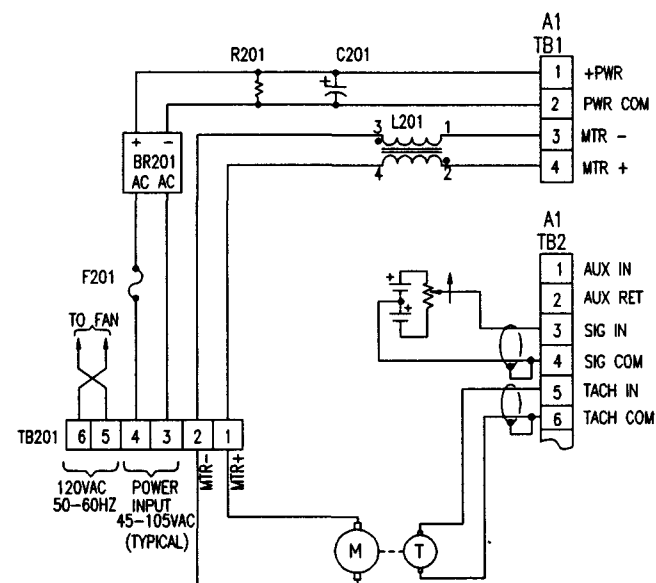 A1
TB1
R201
C201
1 +PWR
2 PWR COM
3 MTR -
4 MTR +
+
L201
3 1
4 2
+ -
BR201
AC AC
A1
TB2
1 AUX IN
2 AUX RET
3 SIG IN
4 SIG COM
5 TACH IN
6 TACH COM
F201
+
+
TO FAN
TB201 6 5 4 3 2 1
MTR-
MTR+
120VAC
50-60HZ
POWER
INPUT
45-105VAC
(TYPICAL)
M
T